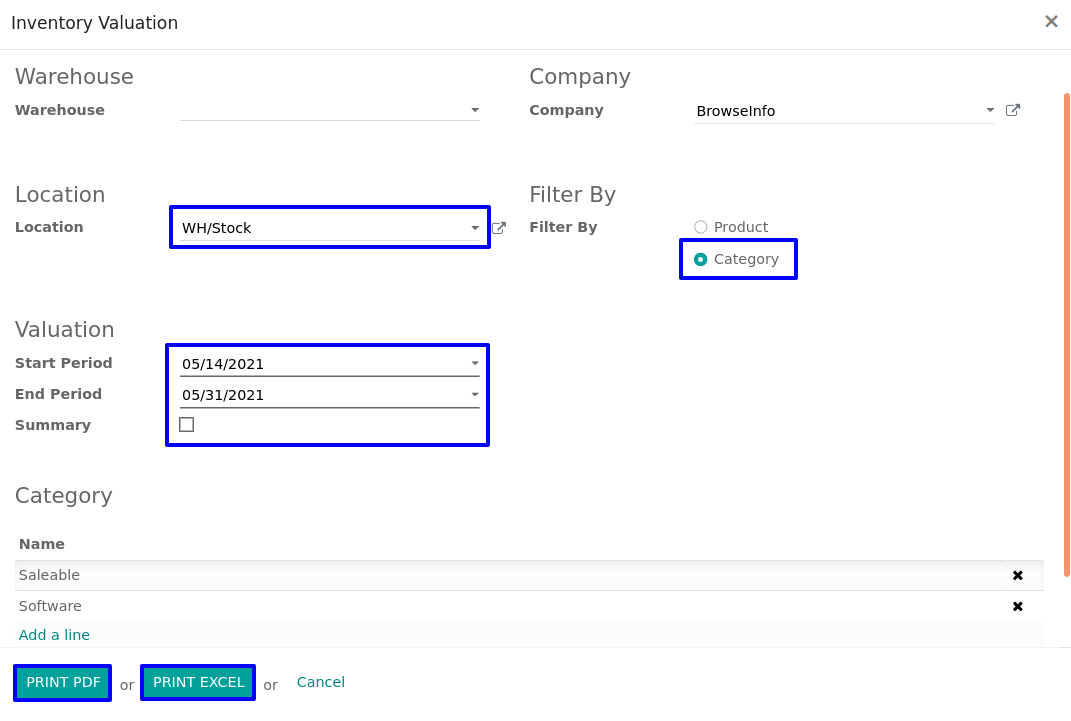 Inventory Valuation
Warehouse
Warehouse
Company
Company BrowseInfo
Location
Location WH/Stock
Filter By
Filter By Product
Category
Valuation
Start Period 05/14/2021
End Period 05/31/2021
Summary
Category
Name
Saleable
Software
Add a line
PRINT PDF or PRINT EXCEL or Cancel